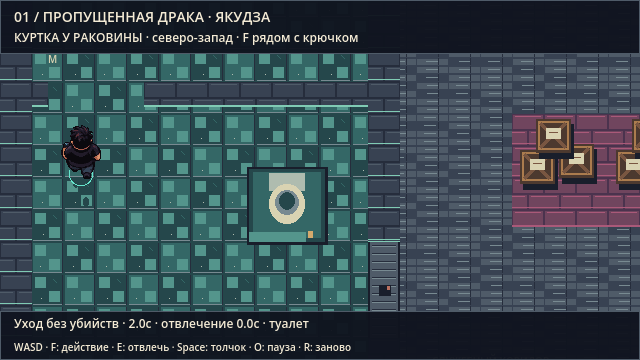 01 / ПРОПУЩЕННАЯ ДРАКА · ЯКУДЗА
КУРТКА У РАКОВИНЫ · северо-запад · F рядом с крючком
М
Уход без убийств · 2.0с · отвлечение 0.0с · туалет
WASD · F: действие · E: отвлечь · Space: толчок · O: пауза · R: заново